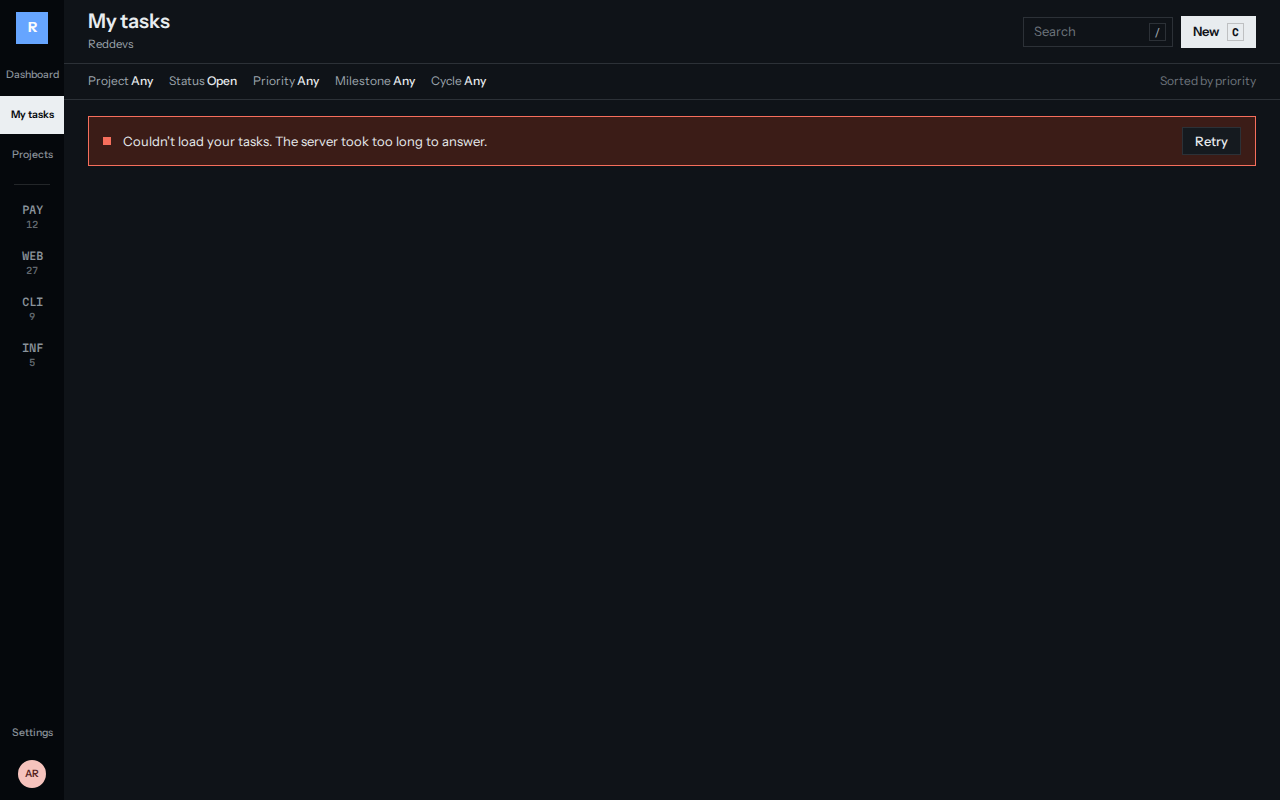 R
Dashboard
My tasks
Projects
PAY
12
WEB
27
CLI
9
INF
5
Settings
AR
My tasks
Reddevs
Search /
New C
Project Any Status Open Priority Any Milestone Any Cycle Any
Sorted by priority
Couldn't load your tasks. The server took too long to answer.
Retry